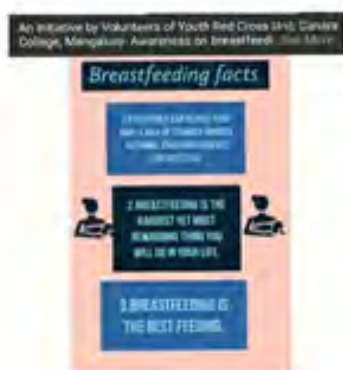 An Initiative by Volunteers of Youth Red Cross Unit, Canara
College, Mangaluru- Awareness on breastfeedi See More
Breastfeeding facts
2.BREASTFEEDING IS THE
HARDEST YET MOST
REWARDING THING YOU
WILL DO IN YOUR LIFE.
3.BREASTFEEDING IS
THE BEST FEEDING.